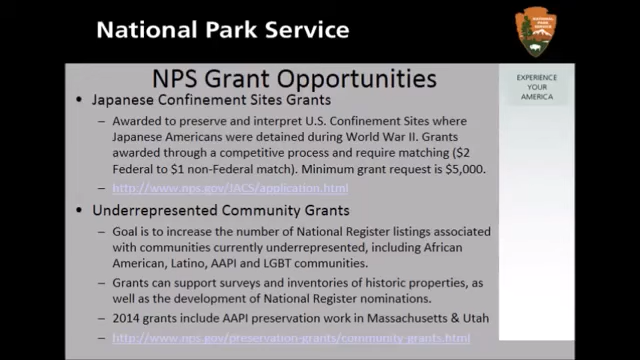 National Park Service
EXPERIENCE
YOUR
AMERICA
NPS Grant Opportunities
• Japanese Confinement Sites Grants
– Awarded to preserve and interpret U.S. Confinement Sites where
Japanese Americans were detained during World War II. Grants
awarded through a competitive process and require matching ($2
Federal to $1 non-Federal match). Minimum grant request is $5,000.
– http://www.nps.gov/JACS/application.html
• Underrepresented Community Grants
– Goal is to increase the number of National Register listings associated
with communities currently underrepresented, including African
American, Latino, AAPI and LGBT communities.
– Grants can support surveys and inventories of historic properties, as
well as the development of National Register nominations.
– 2014 grants include AAPI preservation work in Massachusetts & Utah
– http://www.nps.gov/preservation-grants/community-grants.html